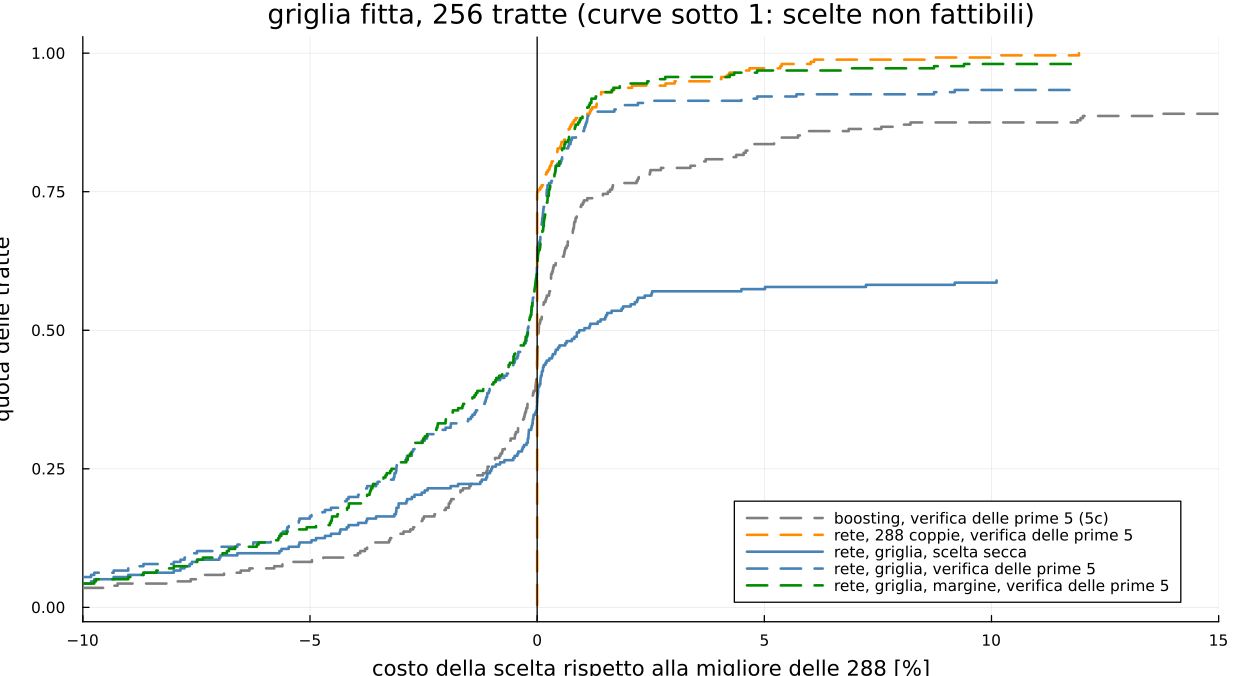 griglia fitta, 256 tratte (curve sotto 1: scelte non fattibili)
1.00
0.75
0.50
0.25
0.00
quota delle tratte
−10
−5
0
5
10
15
costo della scelta rispetto alla migliore delle 288 [%]
boosting, verifica delle prime 5 (5c)
rete, 288 coppie, verifica delle prime 5
rete, griglia, scelta secca
rete, griglia, verifica delle prime 5
rete, griglia, margine, verifica delle prime 5